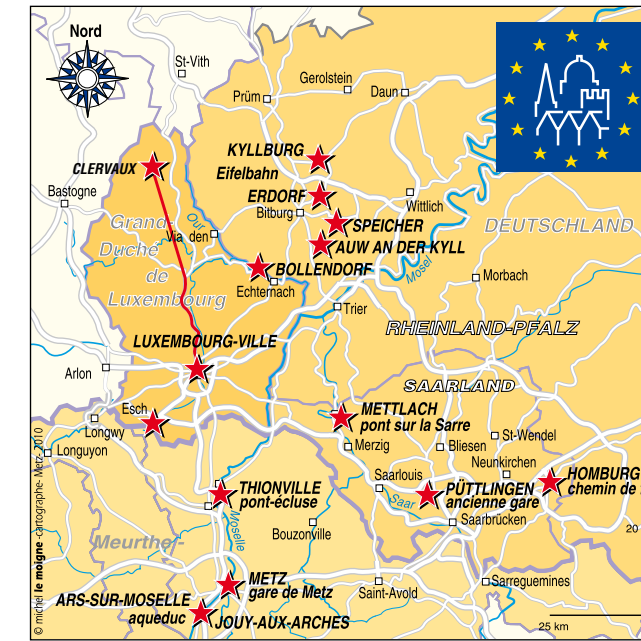 Nord
St-Vith
Gerolstein
Prüm
Daun
KYLLBURG
CLERVAUX
Eifelbahn
Bastogne
ERDORF
Wittlich
Bitburg
Grand-
Our
SPEICHER
DEUTSCHLAND
Via den
Duché
AUW AN DER KYLL
de
BOLLENDORF
Mosel
Morbach
Echternach
Luxembourg
Trier
RHEINLAND-PFALZ
LUXEMBOURG-VILLE
Arlon
SAARLAND
Esch
METTLACH
pont sur la Sarre
Longwy
St-Wendel
Merzig
Bliesen
Longuyon
Neunkirchen
Saarlouis
HOMBURG
chemin de
THIONVILLE
pont-écluse
PÜTTLINGEN
ancienne gare
Saar
Saarbrücken
Moselle
20
Bouzonville
Meurthe-
METZ
gare de Metz
Sarreguemines
Saint-Avold
ARS-SUR-MOSELLE
aqueduc
JOUY-AUX-ARCHES
25 km
© michel le moigne -cartographe- Metz- 2010